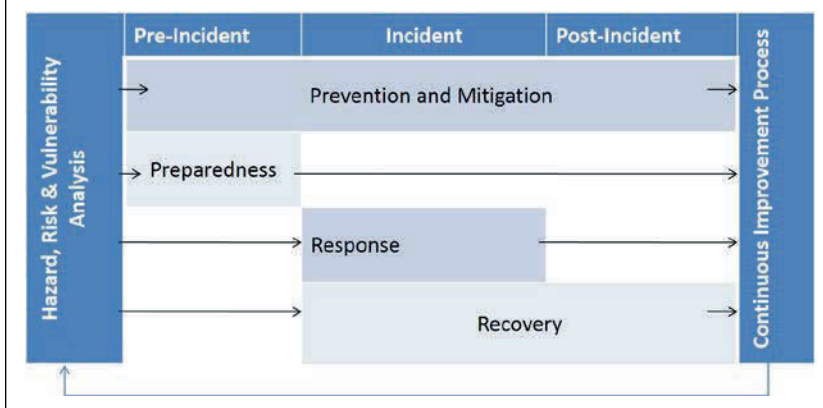 Pre-Incident
Incident
Post-Incident
Hazard, Risk & Vulnerability
Analysis
Prevention and Mitigation
Preparedness
Response
Recovery
Continuous Improvement Process